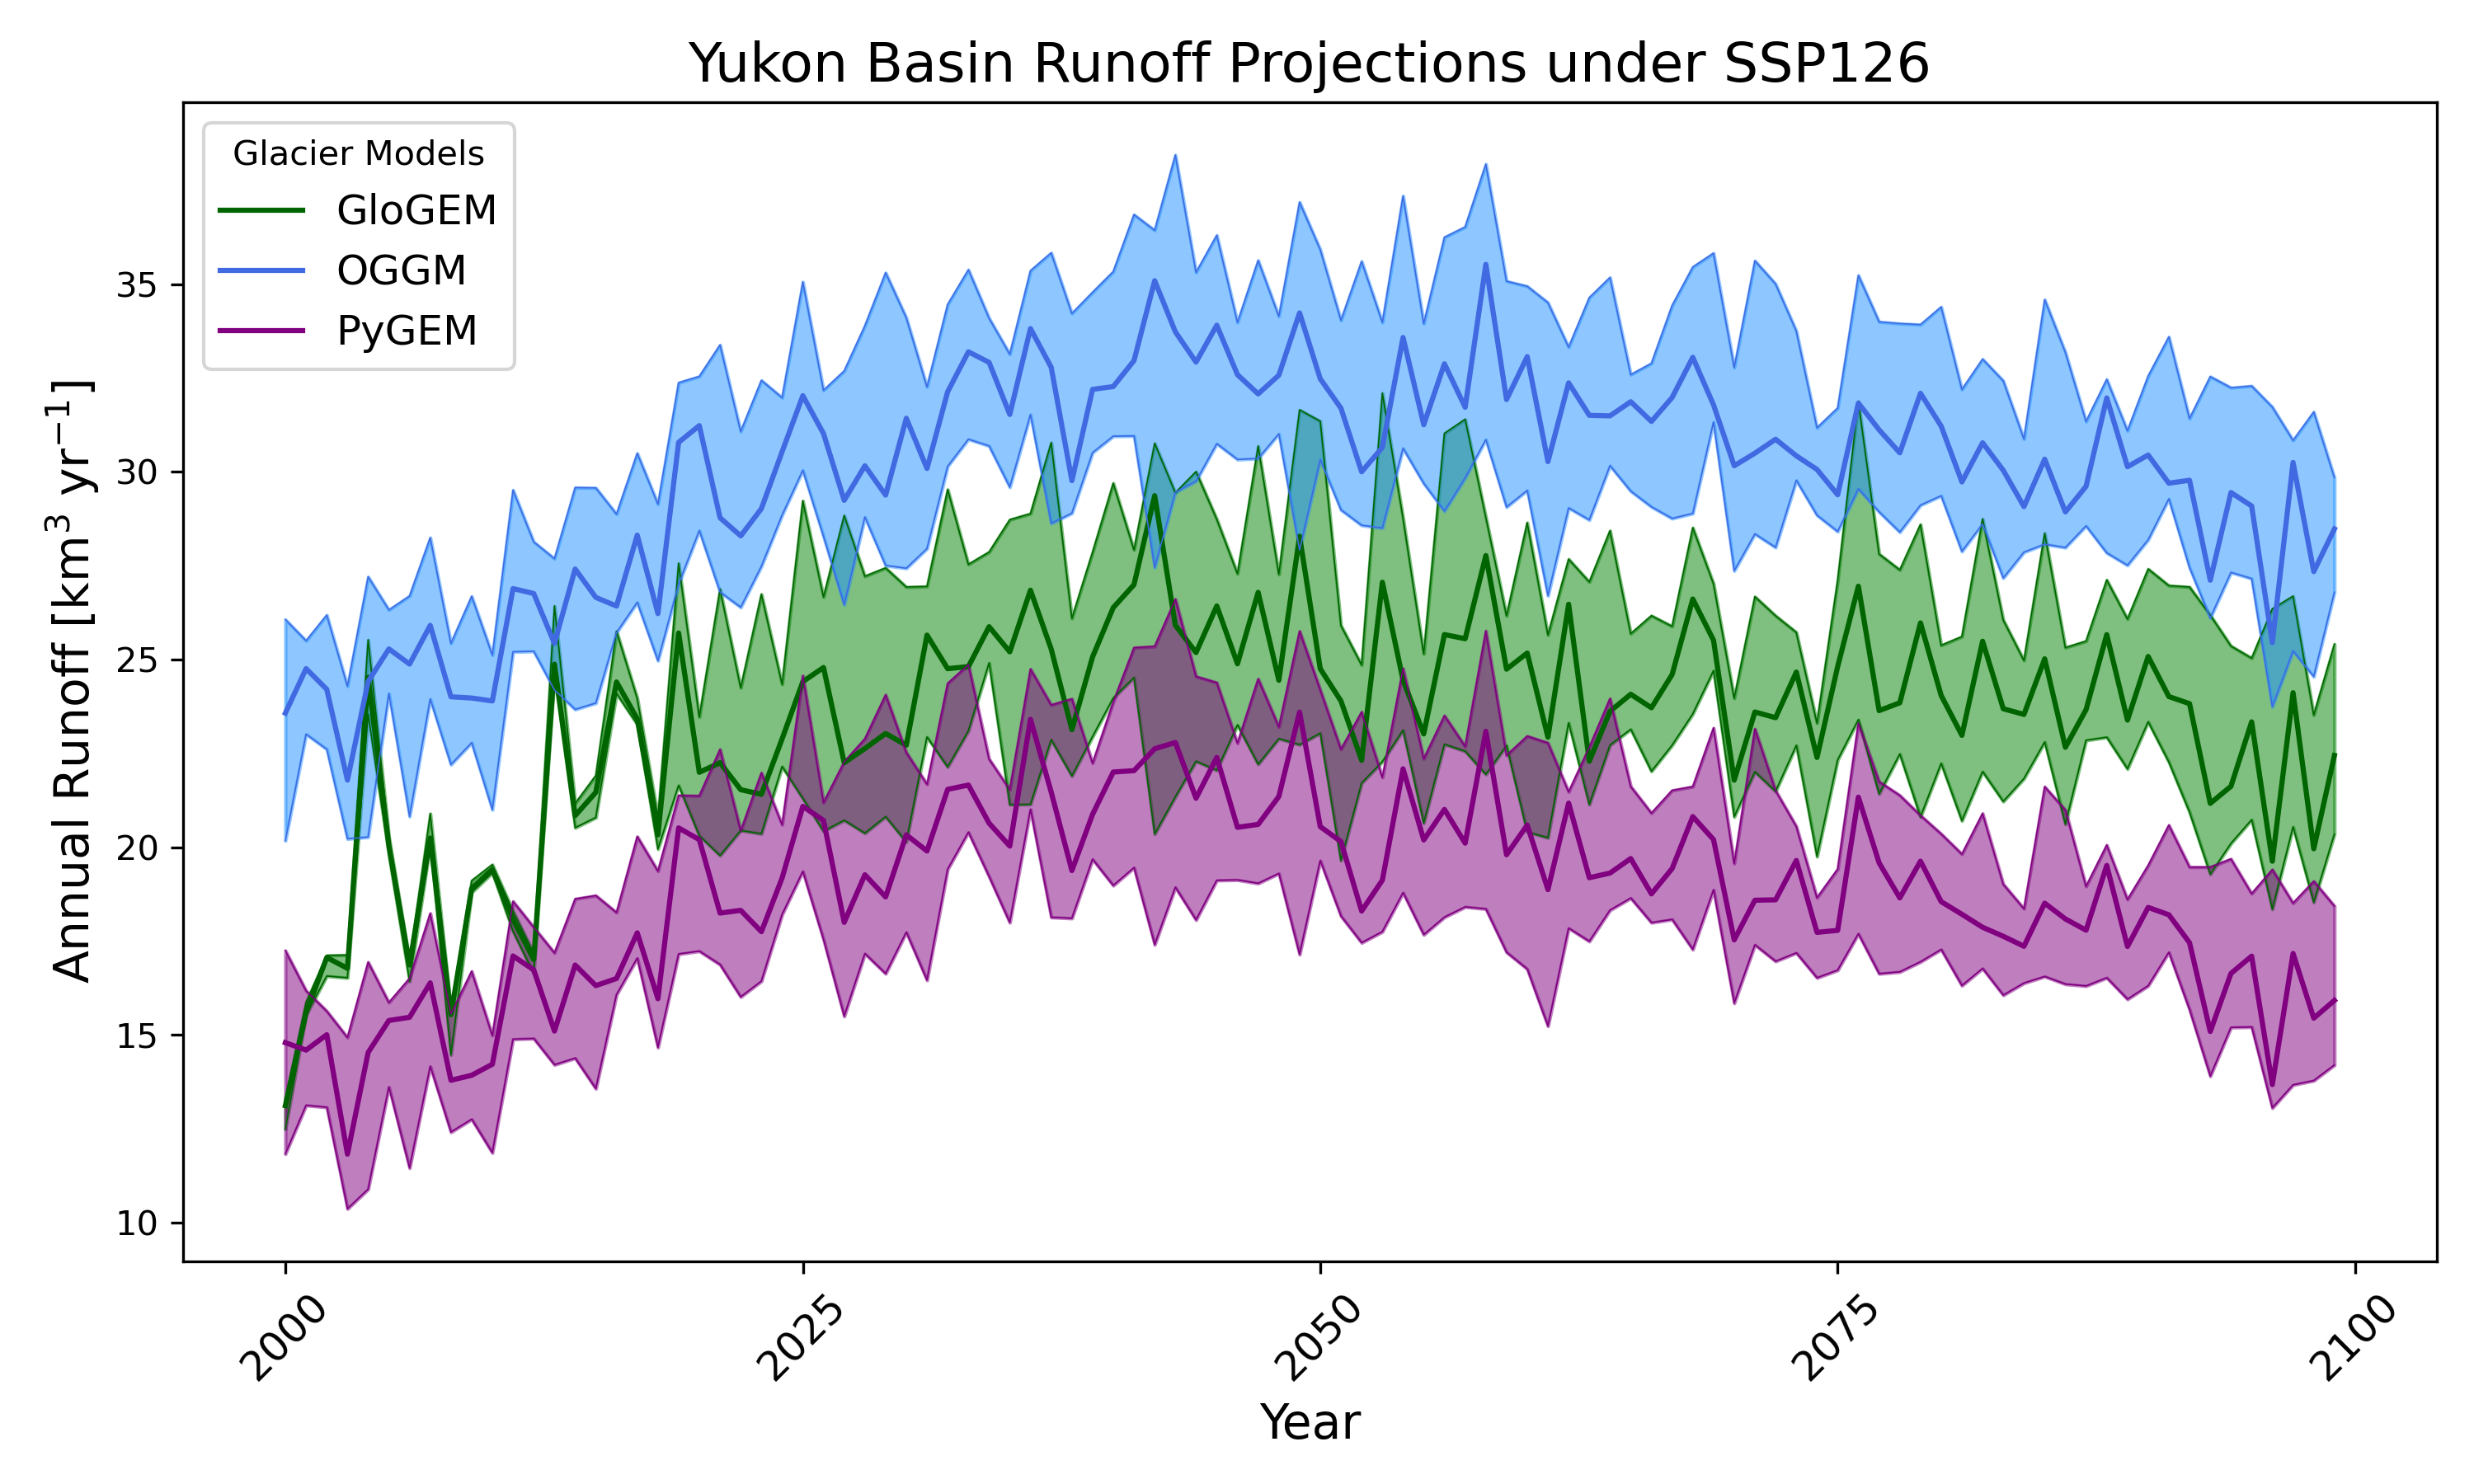 Yukon Basin Runoff Projections under SSP126
Glacier Models
GloGEM
OGGM
PyGEM
Annual Runoff [km³ yr⁻¹]
35
30
25
20
15
10
2000
2025
2050
2075
2100
Year